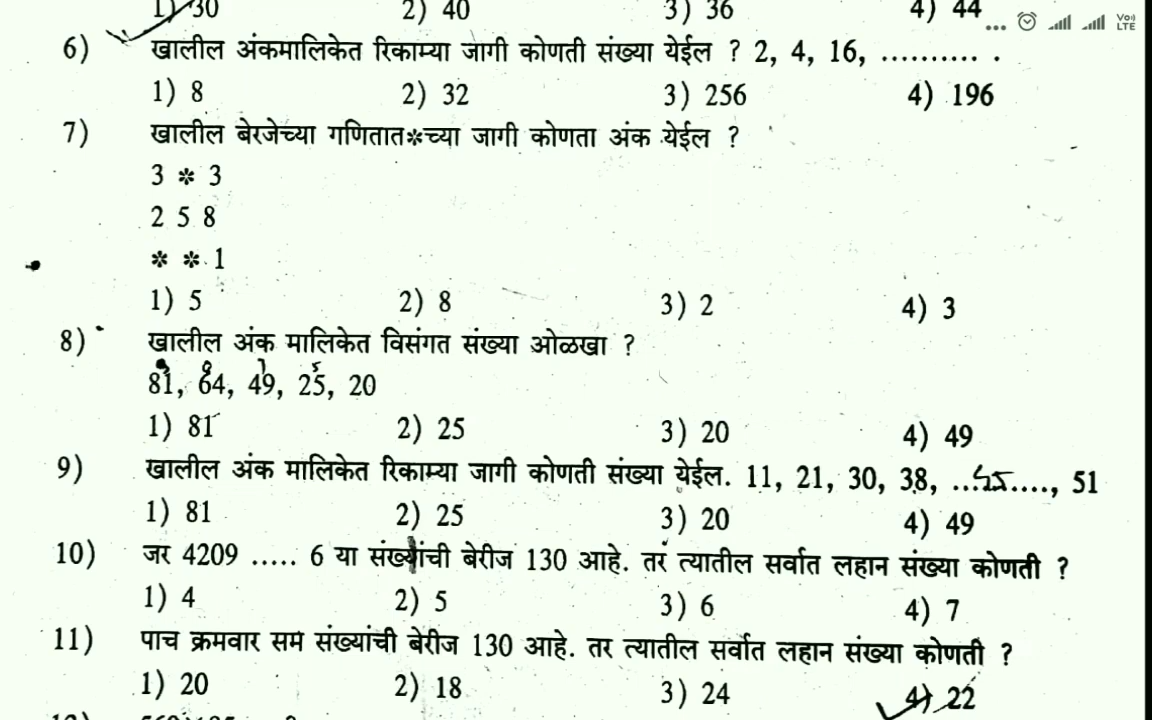 1) 30 2) 40 3) 36 4) 44
... Vo)) LTE
6) खालील अंकमालिकेत रिकाम्या जागी कोणती संख्या येईल ? 2, 4, 16, .......... .
1) 8 2) 32 3) 256 4) 196
7) खालील बेरजेच्या गणितात*च्या जागी कोणता अंक येईल ?
3 * 3
2 5 8
* * 1
1) 5 2) 8 3) 2 4) 3
8) खालील अंक मालिकेत विसंगत संख्या ओळखा ?
81, 64, 49, 25, 20
1) 81 2) 25 3) 20 4) 49
9) खालील अंक मालिकेत रिकाम्या जागी कोणती संख्या येईल. 11, 21, 30, 38, ...45...., 51
1) 81 2) 25 3) 20 4) 49
10) जर 4209 ..... 6 या संख्यांची बेरीज 130 आहे. तर त्यातील सर्वात लहान संख्या कोणती ?
1) 4 2) 5 3) 6 4) 7
11) पाच क्रमवार सम संख्यांची बेरीज 130 आहे. तर त्यातील सर्वात लहान संख्या कोणती ?
1) 20 2) 18 3) 24 4) 22